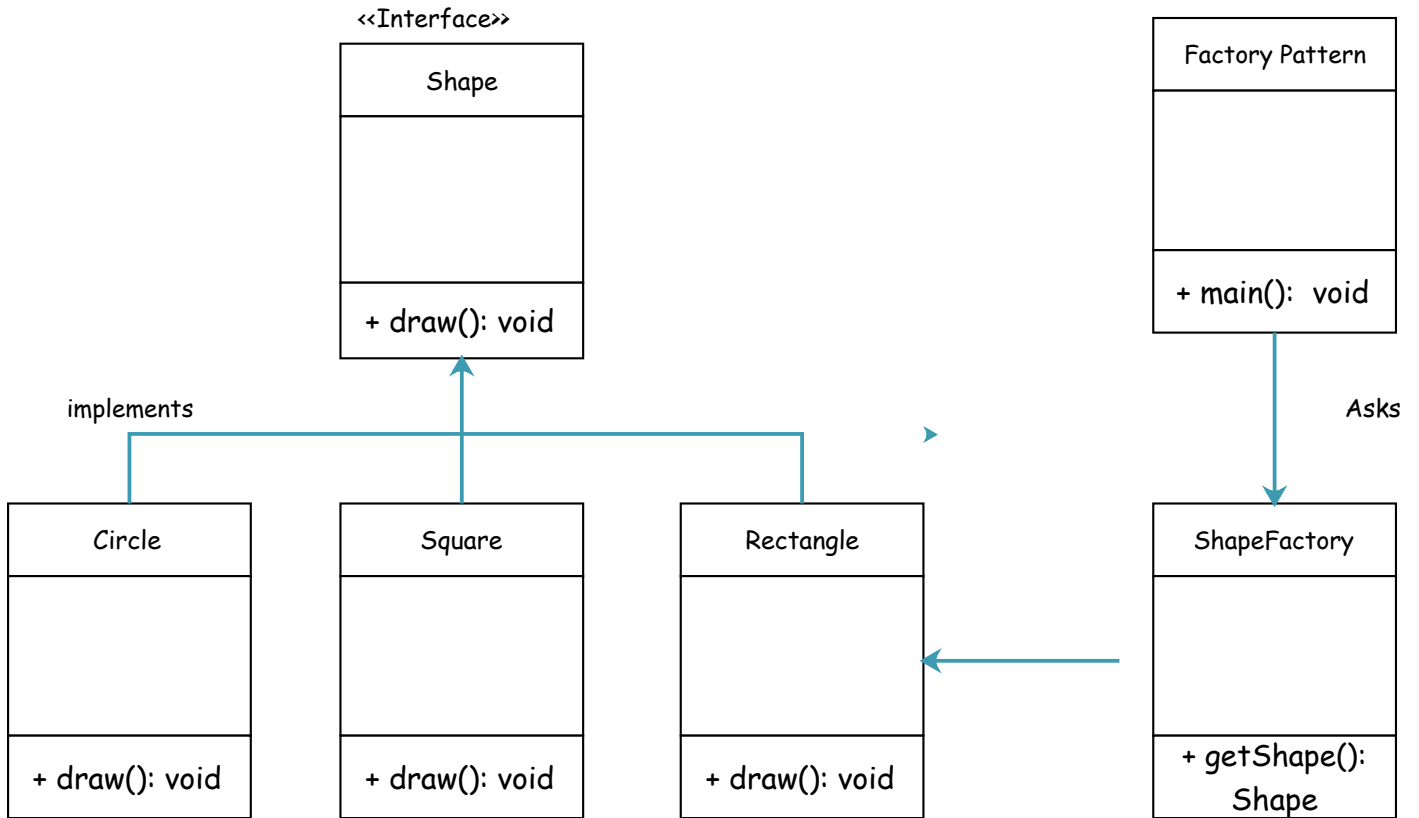 <<Interface>>
Shape
+ draw(): void
Factory Pattern
+ main():  void
implements
Asks
Circle
+ draw(): void
Square
+ draw(): void
Rectangle
+ draw(): void
ShapeFactory
+ getShape():
Shape